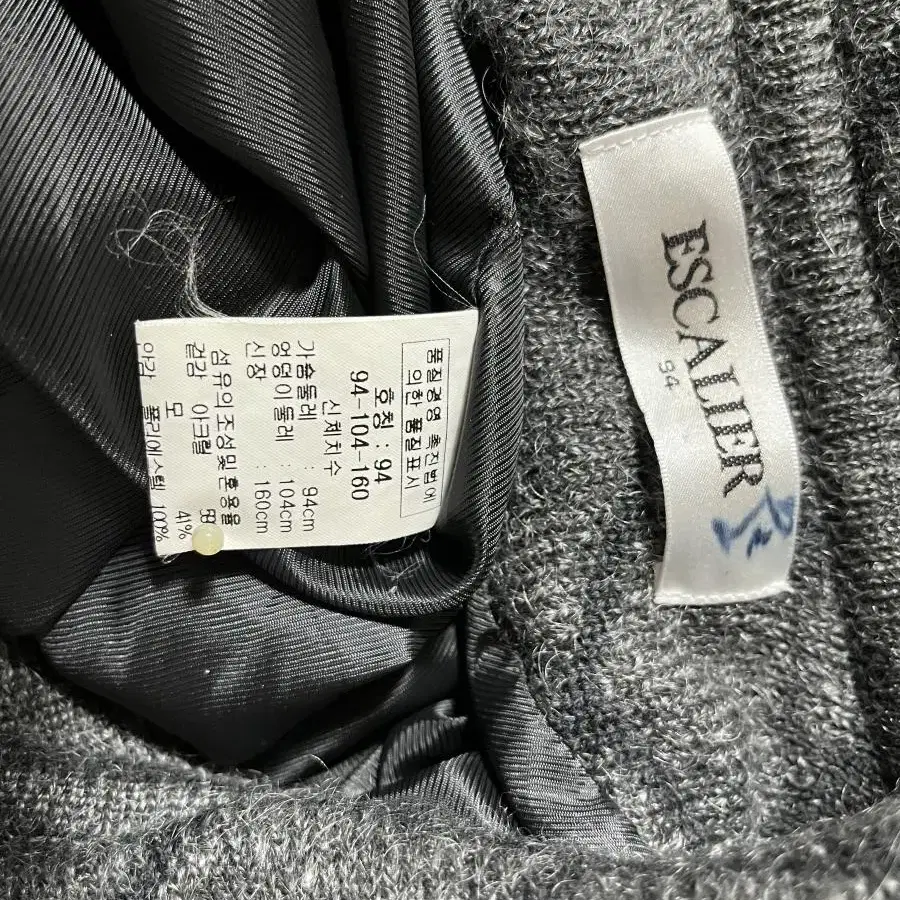 품질경영 촉진법에
의한 품질표시
호칭 : 94
94-104-160
신체치수
가슴둘레 : 94cm
엉덩이둘레 : 104cm
신장 : 160cm
섬유의 조성및 혼용율
겉감 아크릴
모 41%
안감 폴리에스텔 100%
ESCALIER
94